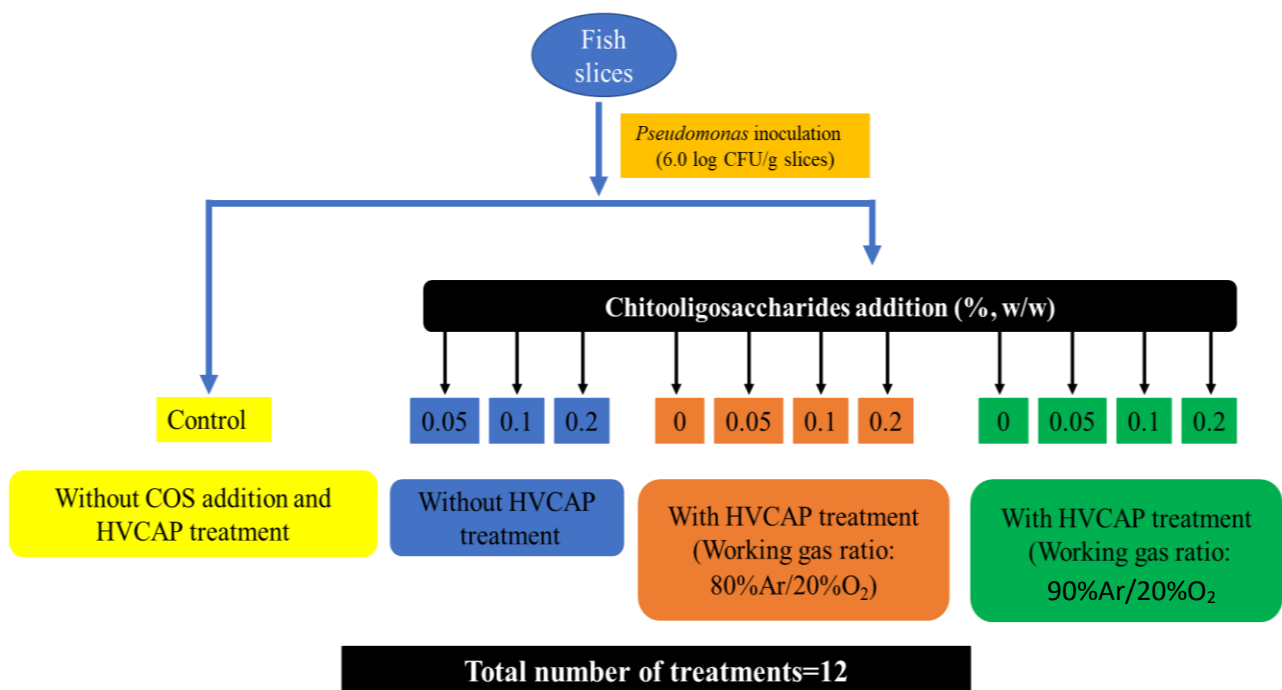 Fish
slices
Pseudomonas inoculation
(6.0 log CFU/g slices)
Chitooligosaccharides addition (%, w/w)
Control
0.05
0.1
0.2
0
0.05
0.1
0.2
0
0.05
0.1
0.2
Without COS addition and
HVCAP treatment
Without HVCAP
treatment
With HVCAP treatment
(Working gas ratio:
80%Ar/20%O₂)
With HVCAP treatment
(Working gas ratio:
90%Ar/20%O₂
Total number of treatments=12